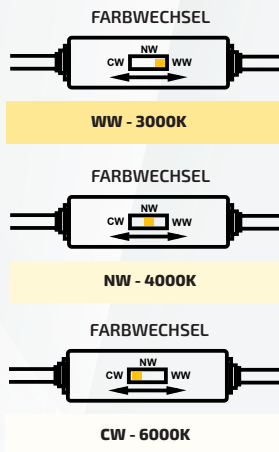 FARBWECHSEL
NW
CW WW
WW - 3000K
FARBWECHSEL
NW
CW WW
NW - 4000K
FARBWECHSEL
NW
CW WW
CW - 6000K